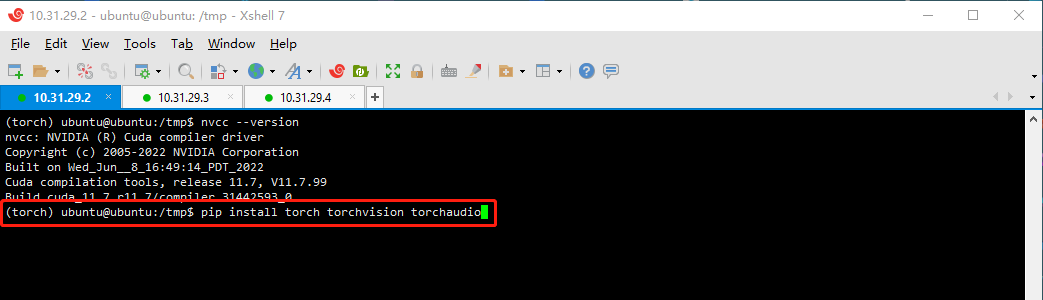 10.31.29.2 - ubuntu@ubuntu: /tmp - Xshell 7
File Edit View Tools Tab Window Help
10.31.29.2 × 10.31.29.3 × 10.31.29.4 × +
(torch) ubuntu@ubuntu:/tmp$ nvcc --version
nvcc: NVIDIA (R) Cuda compiler driver
Copyright (c) 2005-2022 NVIDIA Corporation
Built on Wed_Jun__8_16:49:14_PDT_2022
Cuda compilation tools, release 11.7, V11.7.99
Build cuda_11.7.r11.7/compiler.31442593_0
(torch) ubuntu@ubuntu:/tmp$ pip install torch torchvision torchaudio